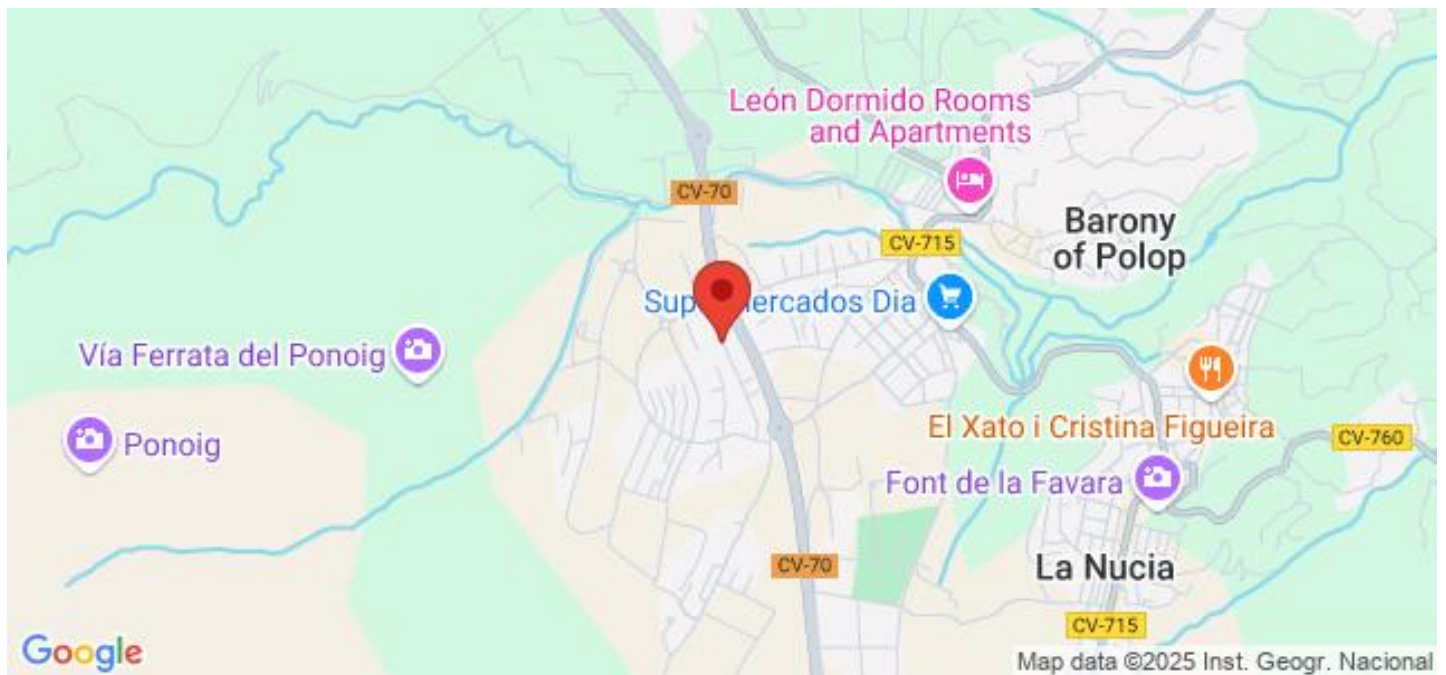 León Dormido Rooms
and Apartments
CV-70
Barony
of Polop
CV-715
Supermercados Dia
Vía Ferrata del Ponoig
Ponoig
El Xato i Cristina Figueira
CV-760
Font de la Favara
CV-70
La Nucia
CV-715
Google
Map data ©2025 Inst. Geogr. Nacional